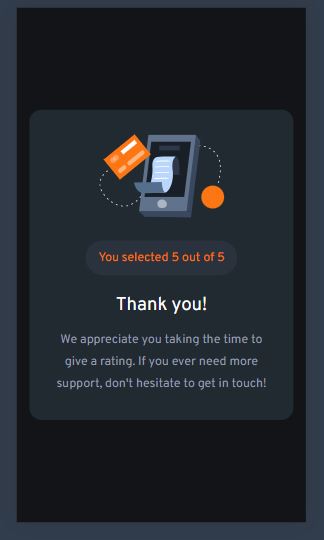 You selected 5 out of 5
Thank you!
We appreciate you taking the time to
give a rating. If you ever need more
support, don't hesitate to get in touch!